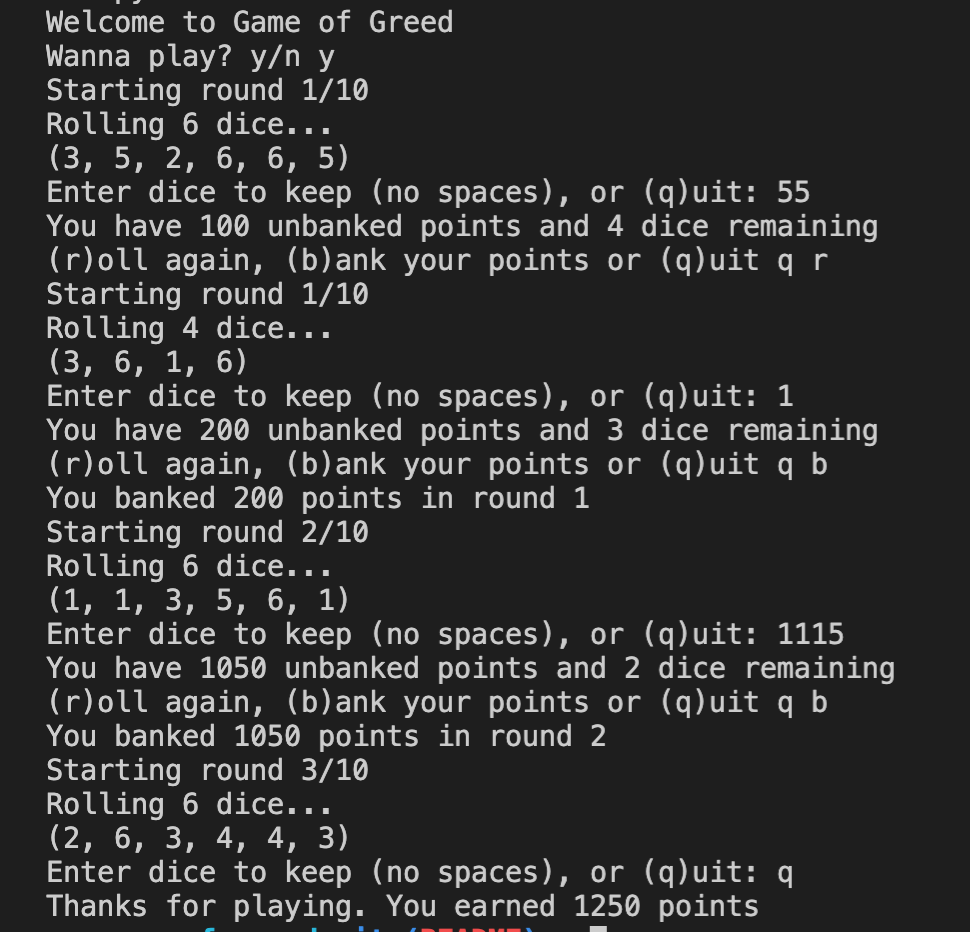 Welcome to Game of Greed
Wanna play? y/n y
Starting round 1/10
Rolling 6 dice...
(3, 5, 2, 6, 6, 5)
Enter dice to keep (no spaces), or (q)uit: 55
You have 100 unbanked points and 4 dice remaining
(r)oll again, (b)ank your points or (q)uit q r
Starting round 1/10
Rolling 4 dice...
(3, 6, 1, 6)
Enter dice to keep (no spaces), or (q)uit: 1
You have 200 unbanked points and 3 dice remaining
(r)oll again, (b)ank your points or (q)uit q b
You banked 200 points in round 1
Starting round 2/10
Rolling 6 dice...
(1, 1, 3, 5, 6, 1)
Enter dice to keep (no spaces), or (q)uit: 1115
You have 1050 unbanked points and 2 dice remaining
(r)oll again, (b)ank your points or (q)uit q b
You banked 1050 points in round 2
Starting round 3/10
Rolling 6 dice...
(2, 6, 3, 4, 4, 3)
Enter dice to keep (no spaces), or (q)uit: q
Thanks for playing. You earned 1250 points